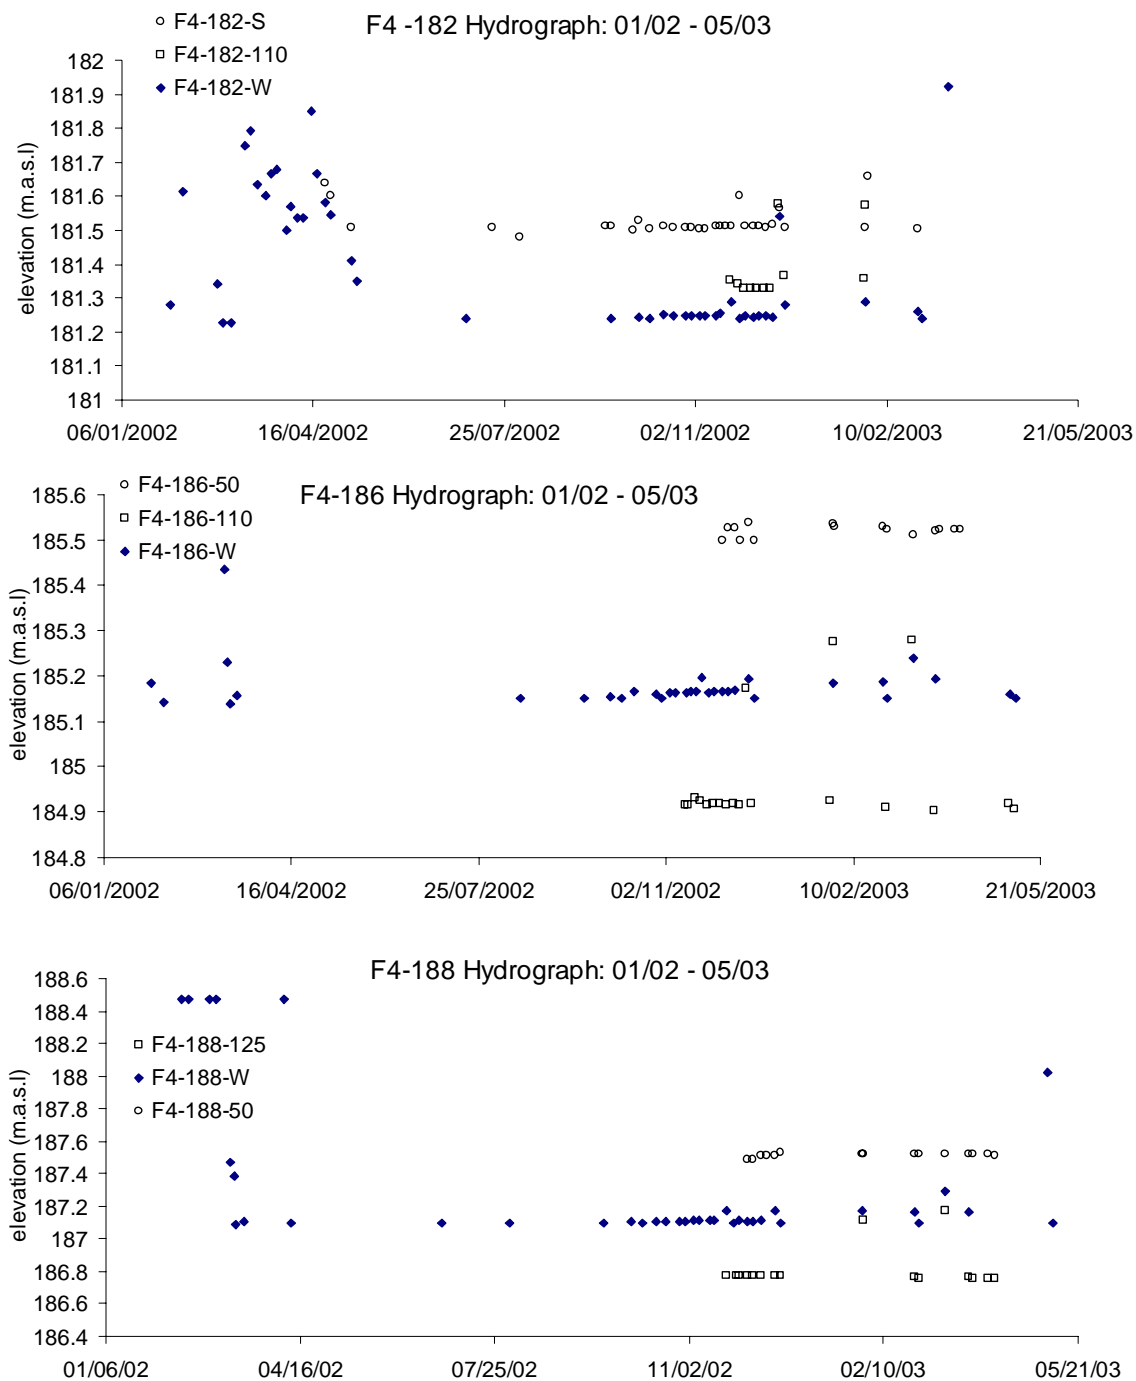 F4 -182 Hydrograph: 01/02 - 05/03
F4-182-S
F4-182-110
F4-182-W
elevation (m.a.s.l)
182
181.9
181.8
181.7
181.6
181.5
181.4
181.3
181.2
181.1
181
06/01/2002 16/04/2002 25/07/2002 02/11/2002 10/02/2003 21/05/2003
F4-186 Hydrograph: 01/02 - 05/03
F4-186-50
F4-186-110
F4-186-W
elevation (m.a.s.l)
185.6
185.5
185.4
185.3
185.2
185.1
185
184.9
184.8
06/01/2002 16/04/2002 25/07/2002 02/11/2002 10/02/2003 21/05/2003
F4-188 Hydrograph: 01/02 - 05/03
F4-188-125
F4-188-W
F4-188-50
elevation (m.a.s.l)
188.6
188.4
188.2
188
187.8
187.6
187.4
187.2
187
186.8
186.6
186.4
01/06/02 04/16/02 07/25/02 11/02/02 02/10/03 05/21/03